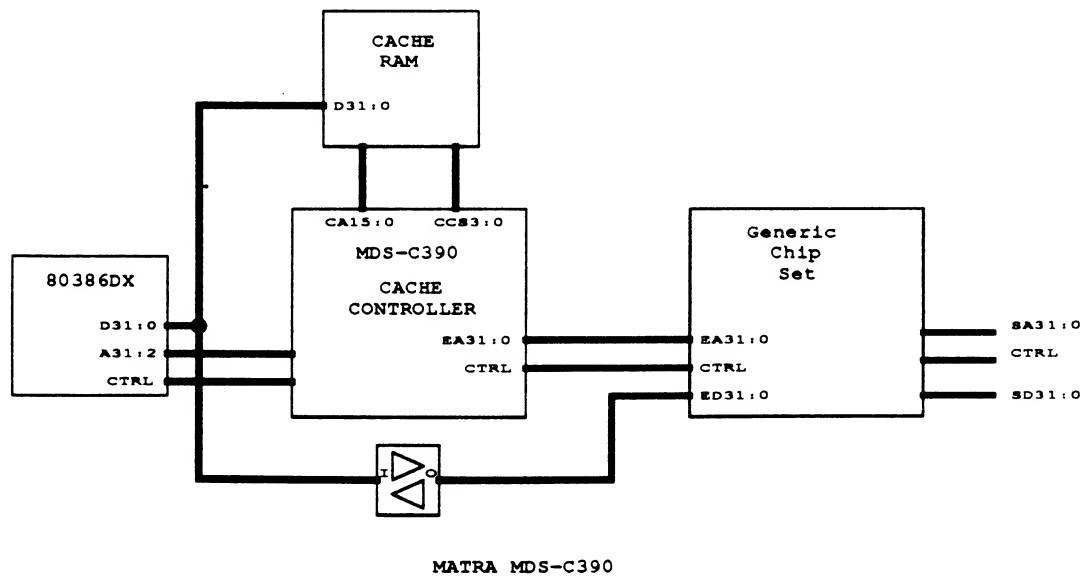 CACHE
RAM
D31:0
CA15:0 CCS3:0
MDS-C390
CACHE
CONTROLLER
EA31:0
CTRL
80386DX
D31:0
A31:2
CTRL
Generic
Chip
Set
EA31:0
CTRL
ED31:0
SA31:0
CTRL
SD31:0
I O
MATRA MDS-C390